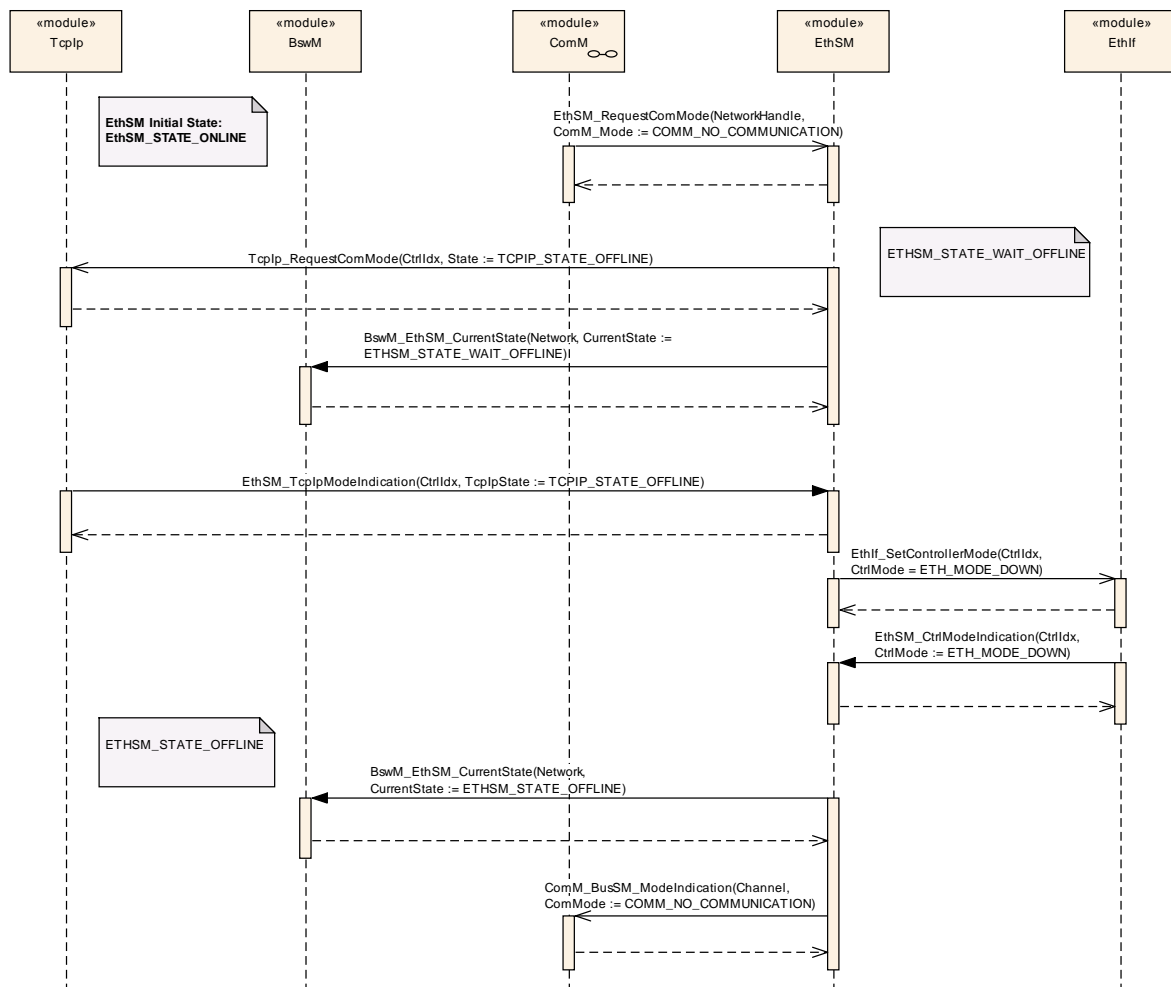 «module»
TcpIp
«module»
BswM
«module»
ComM
«module»
EthSM
«module»
EthIf
EthSM Initial State:
EthSM_STATE_ONLINE
EthSM_RequestComMode(NetworkHandle,
ComM_Mode := COMM_NO_COMMUNICATION)
ETHSM_STATE_WAIT_OFFLINE
TcpIp_RequestComMode(CtrlIdx, State := TCPIP_STATE_OFFLINE)
BswM_EthSM_CurrentState(Network, CurrentState :=
ETHSM_STATE_WAIT_OFFLINE)
EthSM_TcpIpModeIndication(CtrlIdx, TcpIpState := TCPIP_STATE_OFFLINE)
EthIf_SetControllerMode(CtrlIdx,
CtrlMode = ETH_MODE_DOWN)
EthSM_CtrlModeIndication(CtrlIdx,
CtrlMode := ETH_MODE_DOWN)
ETHSM_STATE_OFFLINE
BswM_EthSM_CurrentState(Network,
CurrentState := ETHSM_STATE_OFFLINE)
ComM_BusSM_ModeIndication(Channel,
ComMode := COMM_NO_COMMUNICATION)